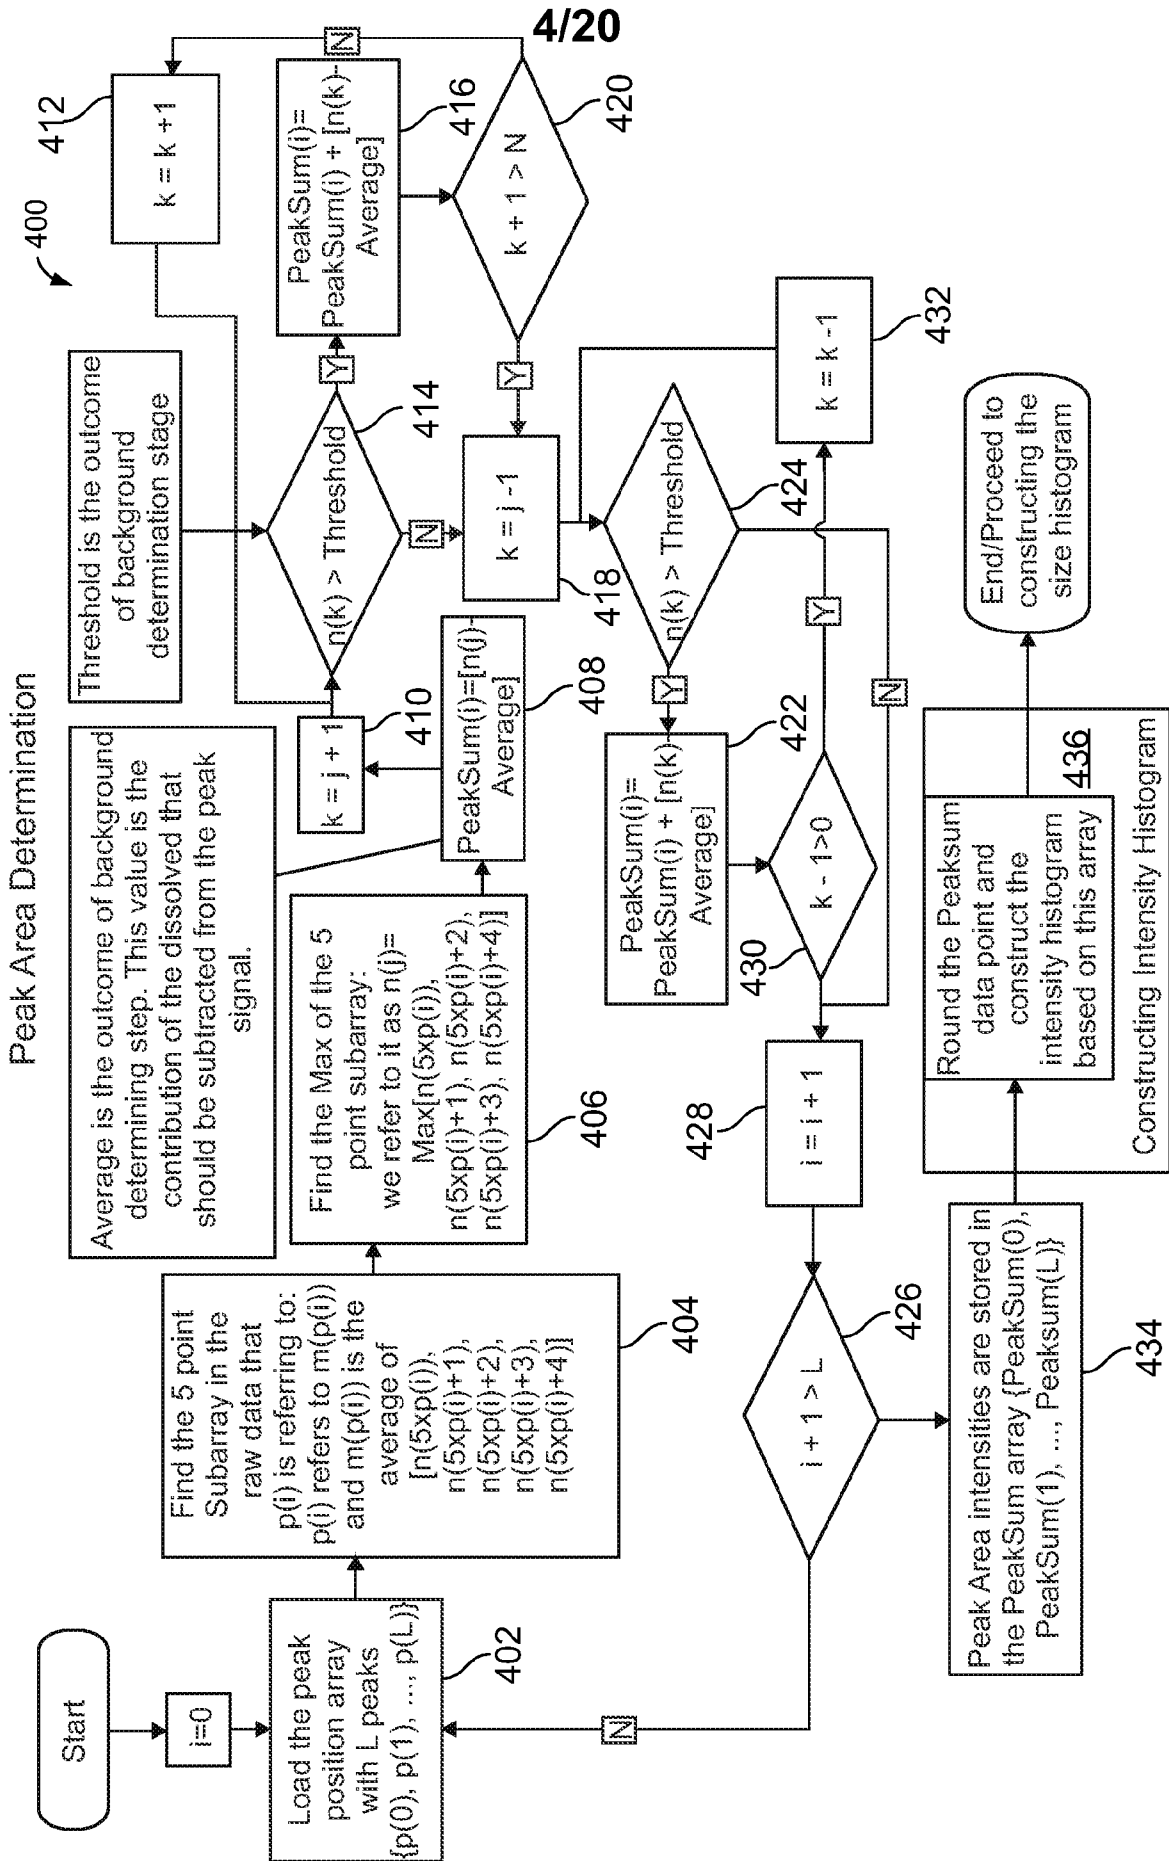 4/20
Peak Area Determination
400
Start
i=0
Load the peak
position array
with L peaks
{p(0), p(1), ..., p(L)}
402
Find the 5 point
Subarray in the
raw data that
p(i) is referring to:
p(i) refers to m(p(i))
and m(p(i)) is the
average of
[n(5xp(i)),
n(5xp(i)+1),
n(5xp(i)+2),
n(5xp(i)+3),
n(5xp(i)+4)]
404
Find the Max of the 5
point subarray:
we refer to it as n(j)=
Max[n(5xp(i)),
n(5xp(i)+1), n(5xp(i)+2),
n(5xp(i)+3), n(5xp(i)+4)]
406
Average is the outcome of background
determining step. This value is the
contribution of the dissolved that
should be subtracted from the peak
signal.
PeakSum(i)=[n(j)-
Average]
408
k = j + 1
410
Threshold is the outcome
of background
determination stage
k = k +1
412
n(k) > Threshold
414
Y
N
PeakSum(i)=
PeakSum(i) + [n(k)-
Average]
416
k + 1 > N
420
N
Y
k = j -1
418
n(k) > Threshold
424
Y
N
PeakSum(i)=
PeakSum(i) + [n(k)-
Average]
422
k - 1>0
430
Y
k = k -1
432
i = i + 1
428
i + 1 > L
426
N
Peak Area intensities are stored in
the PeakSum array {PeakSum(0),
PeakSum(1), ..., Peaksum(L)}
434
Round the Peaksum
data point and
construct the
intensity histogram
based on this array
436
Constructing Intensity Histogram
End/Proceed to
constructing the
size histogram